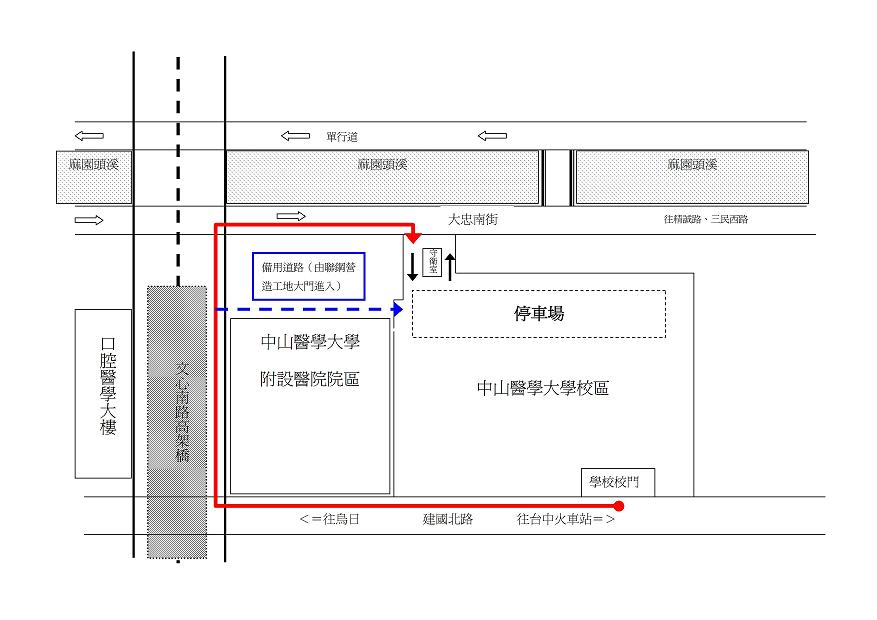 單行道
麻園頭溪
麻園頭溪
麻園頭溪
大忠南街
往精誠路、三民西路
守衛室
備用道路（由聯鋼營
造工地大門進入）
停車場
中山醫學大學
附設醫院院區
口腔醫學大樓
文心南路高架橋
中山醫學大學校區
學校校門
<＝往烏日
建國北路
往台中火車站＝>